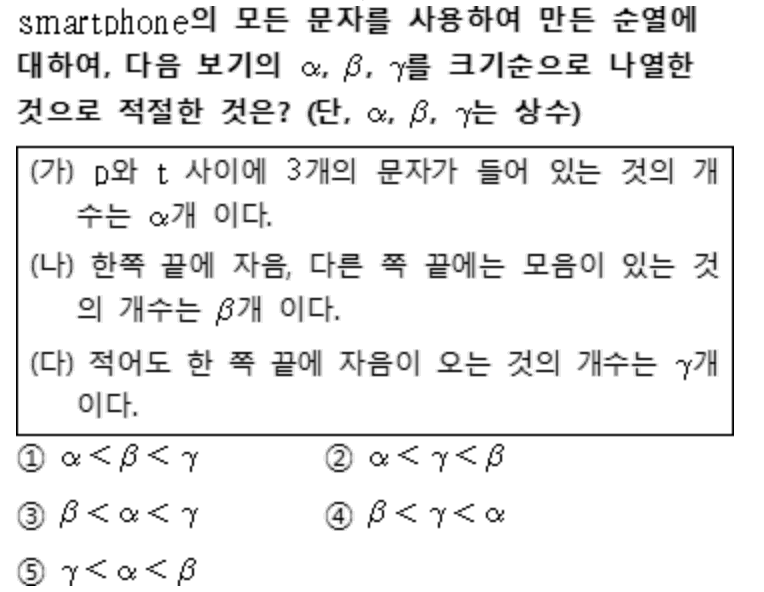 smartphone의 모든 문자를 사용하여 만든 순열에
대하여, 다음 보기의 α, β, γ를 크기순으로 나열한
것으로 적절한 것은? (단, α, β, γ는 상수)
(가) p와 t 사이에 3개의 문자가 들어 있는 것의 개
수는 α개 이다.
(나) 한쪽 끝에 자음, 다른 쪽 끝에는 모음이 있는 것
의 개수는 β개 이다.
(다) 적어도 한 쪽 끝에 자음이 오는 것의 개수는 γ개
이다.
① α < β < γ ② α < γ < β
③ β < α < γ ④ β < γ < α
⑤ γ < α < β